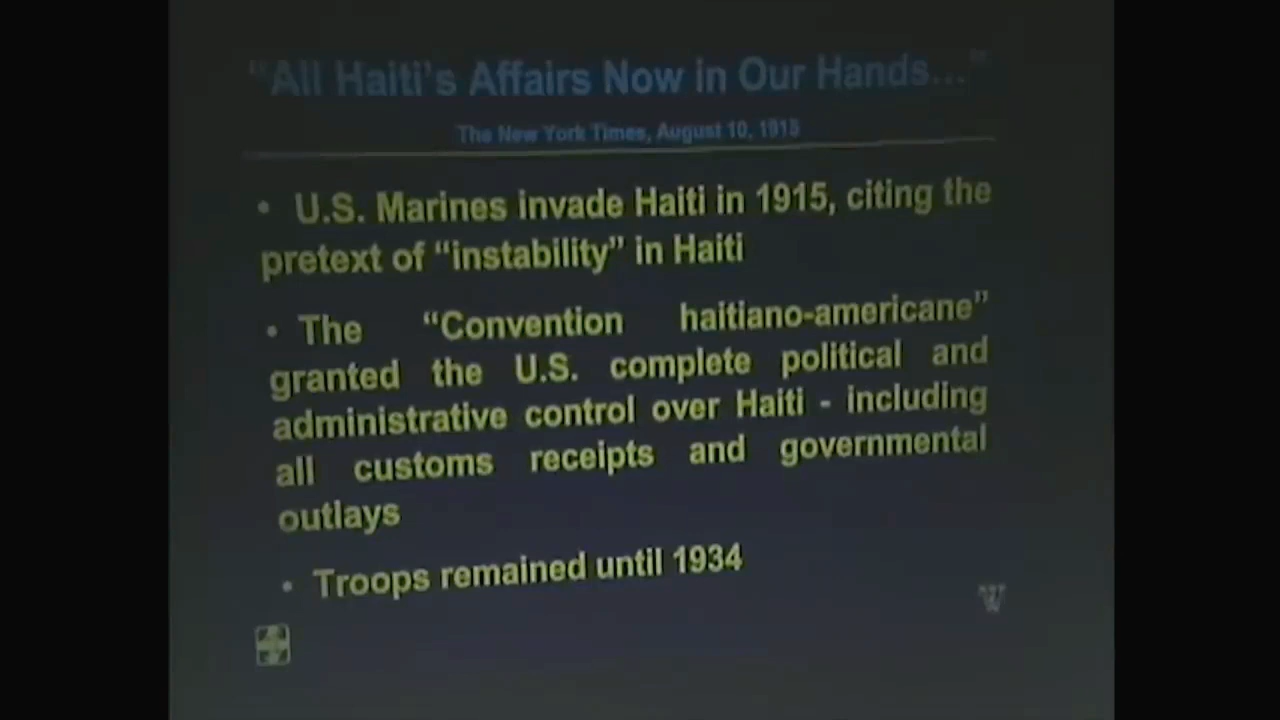 “All Haiti’s Affairs Now in Our Hands...”
The New York Times, August 10, 1915
• U.S. Marines invade Haiti in 1915, citing the
pretext of “instability” in Haiti
• The “Convention haitiano-americane”
granted the U.S. complete political and
administrative control over Haiti - including
all customs receipts and governmental
outlays
• Troops remained until 1934
W